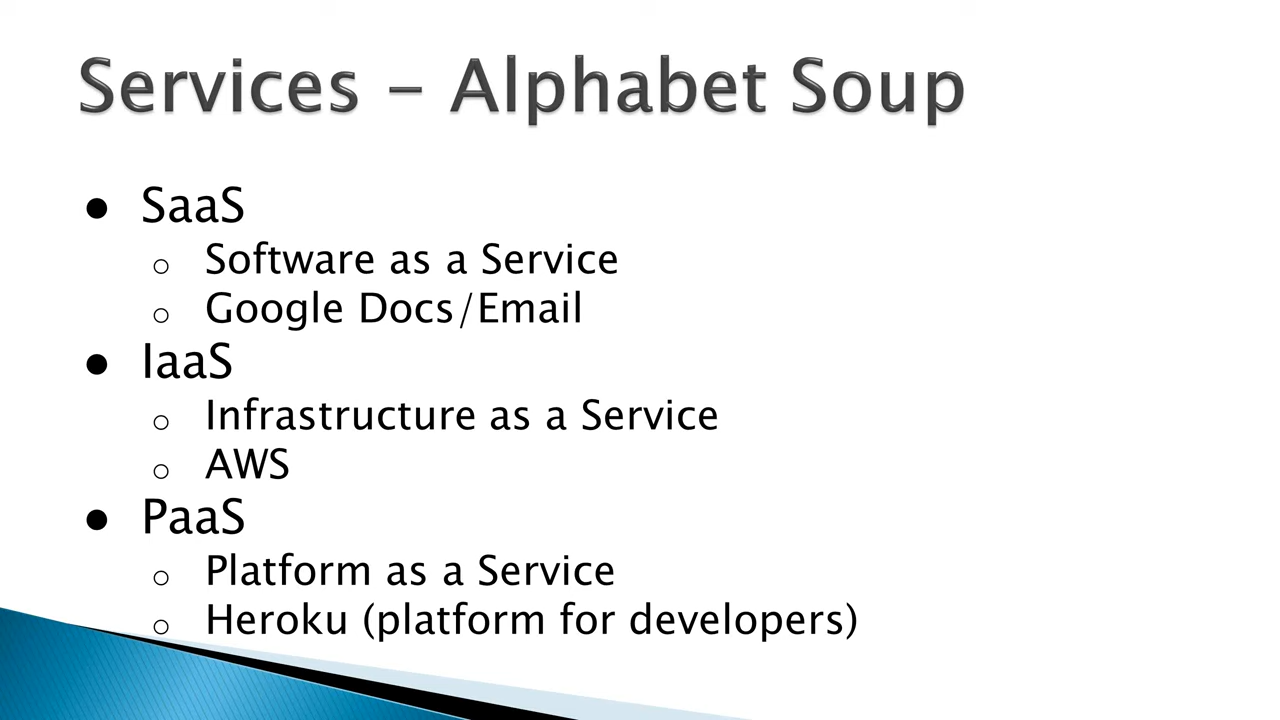 Services - Alphabet Soup
● SaaS
o Software as a Service
o Google Docs/Email
● IaaS
o Infrastructure as a Service
o AWS
● PaaS
o Platform as a Service
o Heroku (platform for developers)